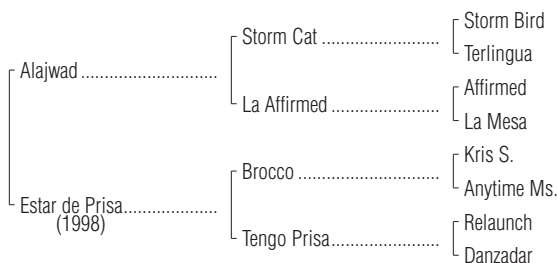 Storm Bird
Storm Cat ..........................
Terlingua
Alajwad .................................
Affirmed
La Affirmed ..........................
La Mesa
Kris S.
Brocco ..................................
Anytime Ms.
Estar de Prisa.......................
(1998)
Relaunch
Tengo Prisa..........................
Danzadar